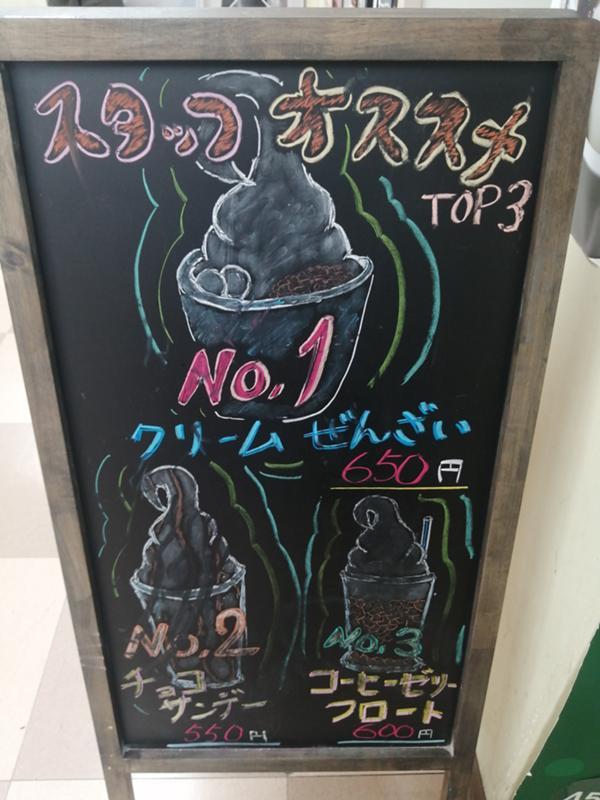 スタッフ オススメ
TOP3
No.1
クリーム ぜんざい
650円
No.2
チョコー
サンデー
550円
No.3
コーヒーゼリー
フロート
600円